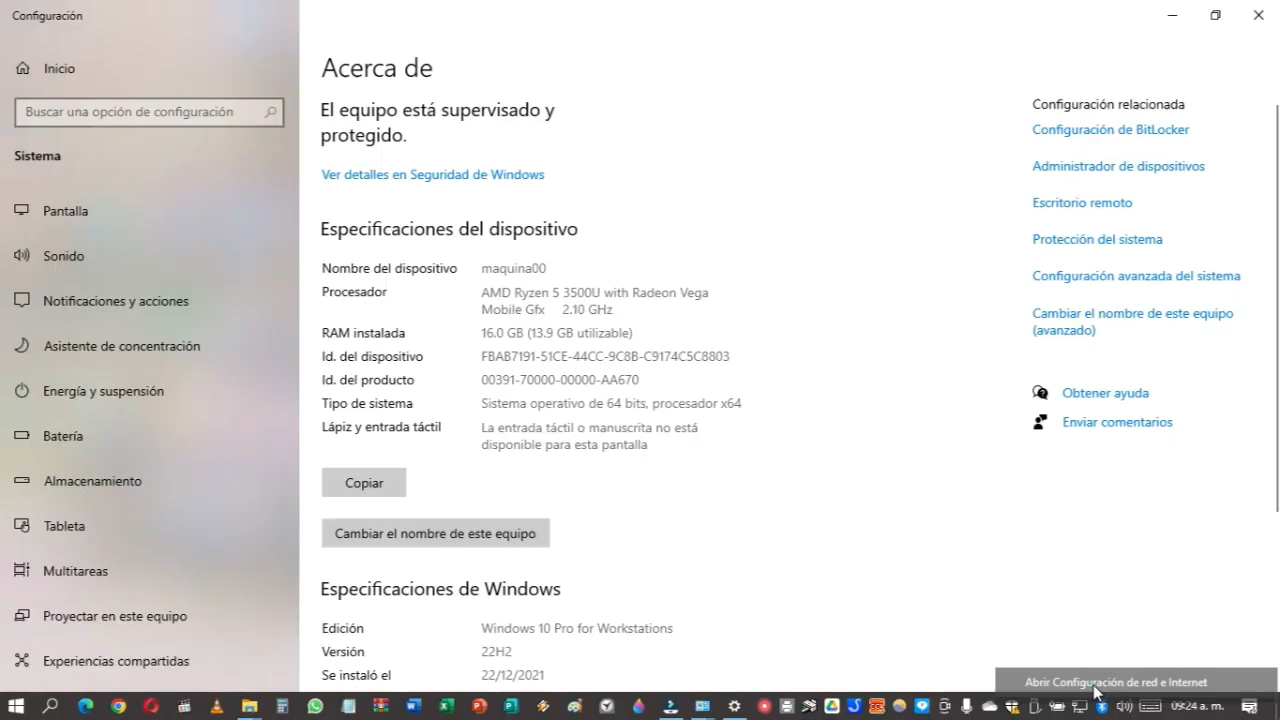 Configuración
Inicio
Buscar una opción de configuración
Sistema
Pantalla
Sonido
Notificaciones y acciones
Asistente de concentración
Energía y suspensión
Batería
Almacenamiento
Tableta
Multitareas
Proyectar en este equipo
Experiencias compartidas
Acerca de
El equipo está supervisado y
protegido.
Ver detalles en Seguridad de Windows
Especificaciones del dispositivo
Nombre del dispositivo maquina00
Procesador AMD Ryzen 5 3500U with Radeon Vega
Mobile Gfx 2.10 GHz
RAM instalada 16.0 GB (13.9 GB utilizable)
Id. del dispositivo FBAB7191-51CE-44CC-9C8B-C9174C5C8803
Id. del producto 00391-70000-00000-AA670
Tipo de sistema Sistema operativo de 64 bits, procesador x64
Lápiz y entrada táctil La entrada táctil o manuscrita no está
disponible para esta pantalla
Copiar
Cambiar el nombre de este equipo
Especificaciones de Windows
Edición Windows 10 Pro for Workstations
Versión 22H2
Se instaló el 22/12/2021
Configuración relacionada
Configuración de BitLocker
Administrador de dispositivos
Escritorio remoto
Protección del sistema
Configuración avanzada del sistema
Cambiar el nombre de este equipo
(avanzado)
Obtener ayuda
Enviar comentarios
Abrir Configuración de red e Internet
09:24 a. m.